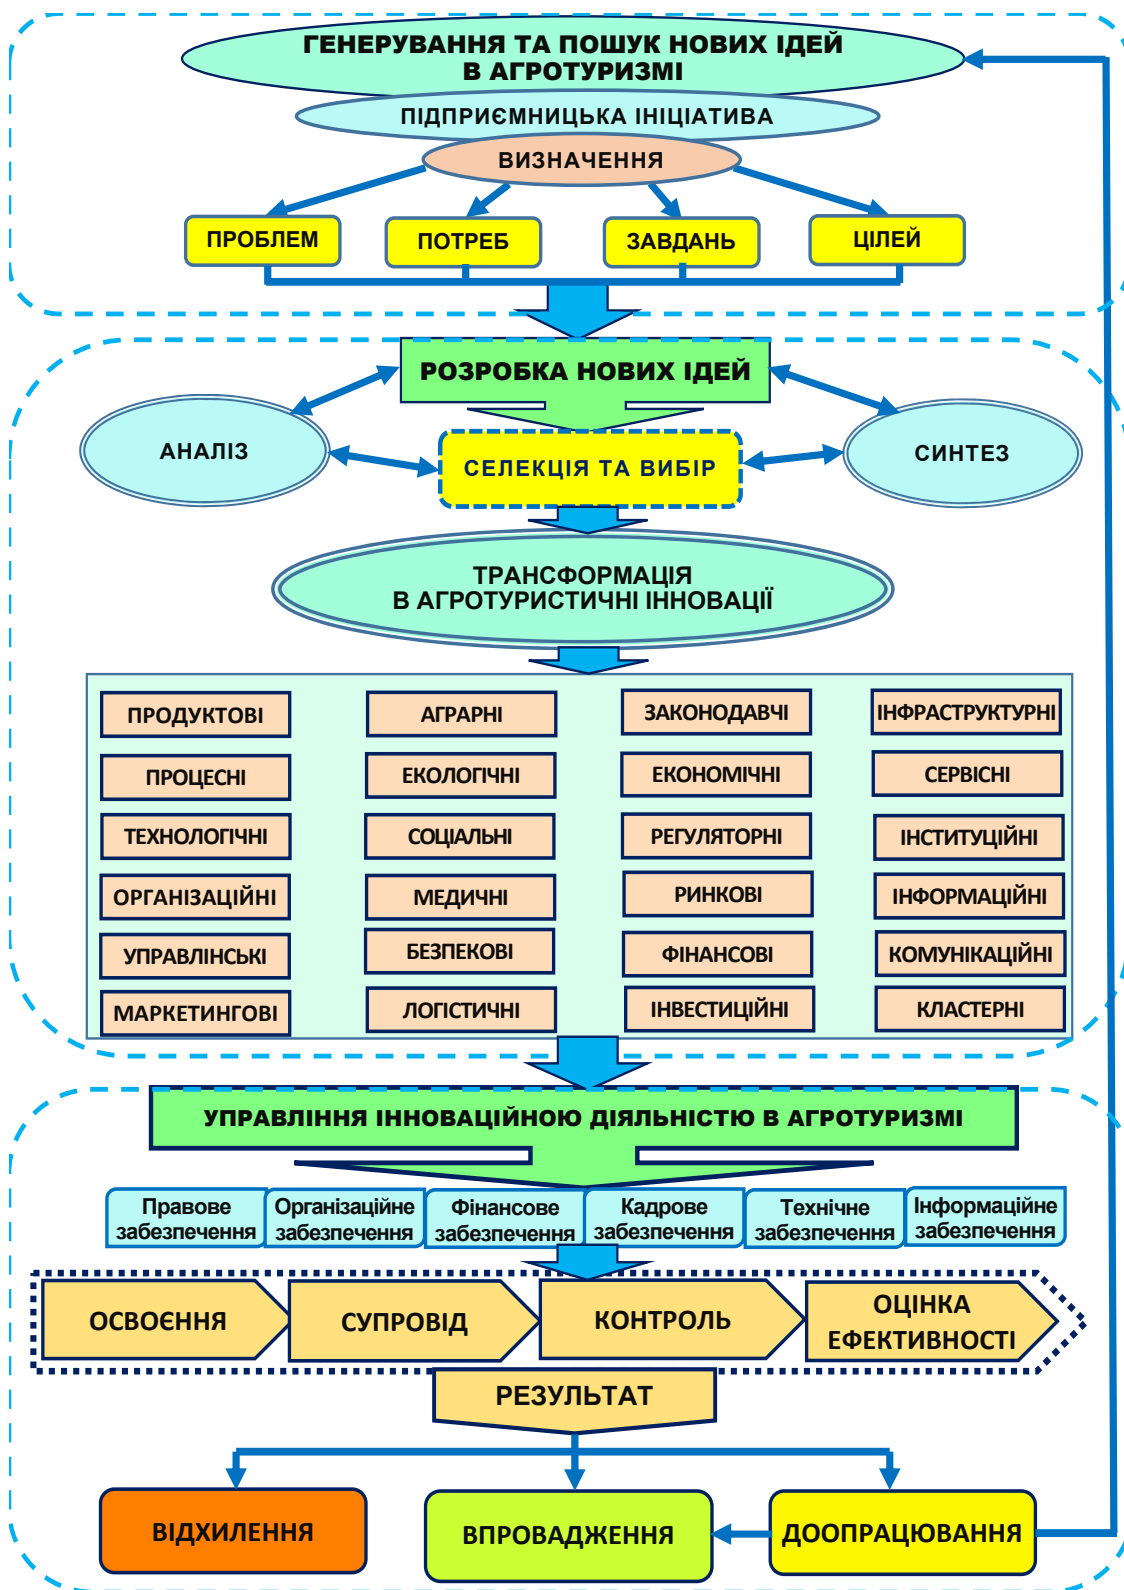 ГЕНЕРУВАННЯ ТА ПОШУК НОВИХ ІДЕЙ
В АГРОТУРИЗМІ
ПІДПРИЄМНИЦЬКА ІНІЦІАТИВА
ВИЗНАЧЕННЯ
ПРОБЛЕМ
ПОТРЕБ
ЗАВДАНЬ
ЦІЛЕЙ
РОЗРОБКА НОВИХ ІДЕЙ
АНАЛІЗ
СЕЛЕКЦІЯ ТА ВИБІР
СИНТЕЗ
ТРАНСФОРМАЦІЯ
В АГРОТУРИСТИЧНІ ІННОВАЦІЇ
ПРОДУКТОВІ
АГРАРНІ
ЗАКОНОДАВЧІ
ІНФРАСТРУКТУРНІ
ПРОЦЕСНІ
ЕКОЛОГІЧНІ
ЕКОНОМІЧНІ
СЕРВІСНІ
ТЕХНОЛОГІЧНІ
СОЦІАЛЬНІ
РЕГУЛЯТОРНІ
ІНСТИТУЦІЙНІ
ОРГАНІЗАЦІЙНІ
МЕДИЧНІ
РИНКОВІ
ІНФОРМАЦІЙНІ
УПРАВЛІНСЬКІ
БЕЗПЕКОВІ
ФІНАНСОВІ
КОМУНІКАЦІЙНІ
МАРКЕТИНГОВІ
ЛОГІСТИЧНІ
ІНВЕСТИЦІЙНІ
КЛАСТЕРНІ
УПРАВЛІННЯ ІННОВАЦІЙНОЮ ДІЯЛЬНІСТЮ В АГРОТУРИЗМІ
Правове
забезпечення
Організаційне
забезпечення
Фінансове
забезпечення
Кадрове
забезпечення
Технічне
забезпечення
Інформаційне
забезпечення
ОСВОЄННЯ
СУПРОВІД
КОНТРОЛЬ
ОЦІНКА
ЕФЕКТИВНОСТІ
РЕЗУЛЬТАТ
ВІДХИЛЕННЯ
ВПРОВАДЖЕННЯ
ДООПРАЦЮВАННЯ